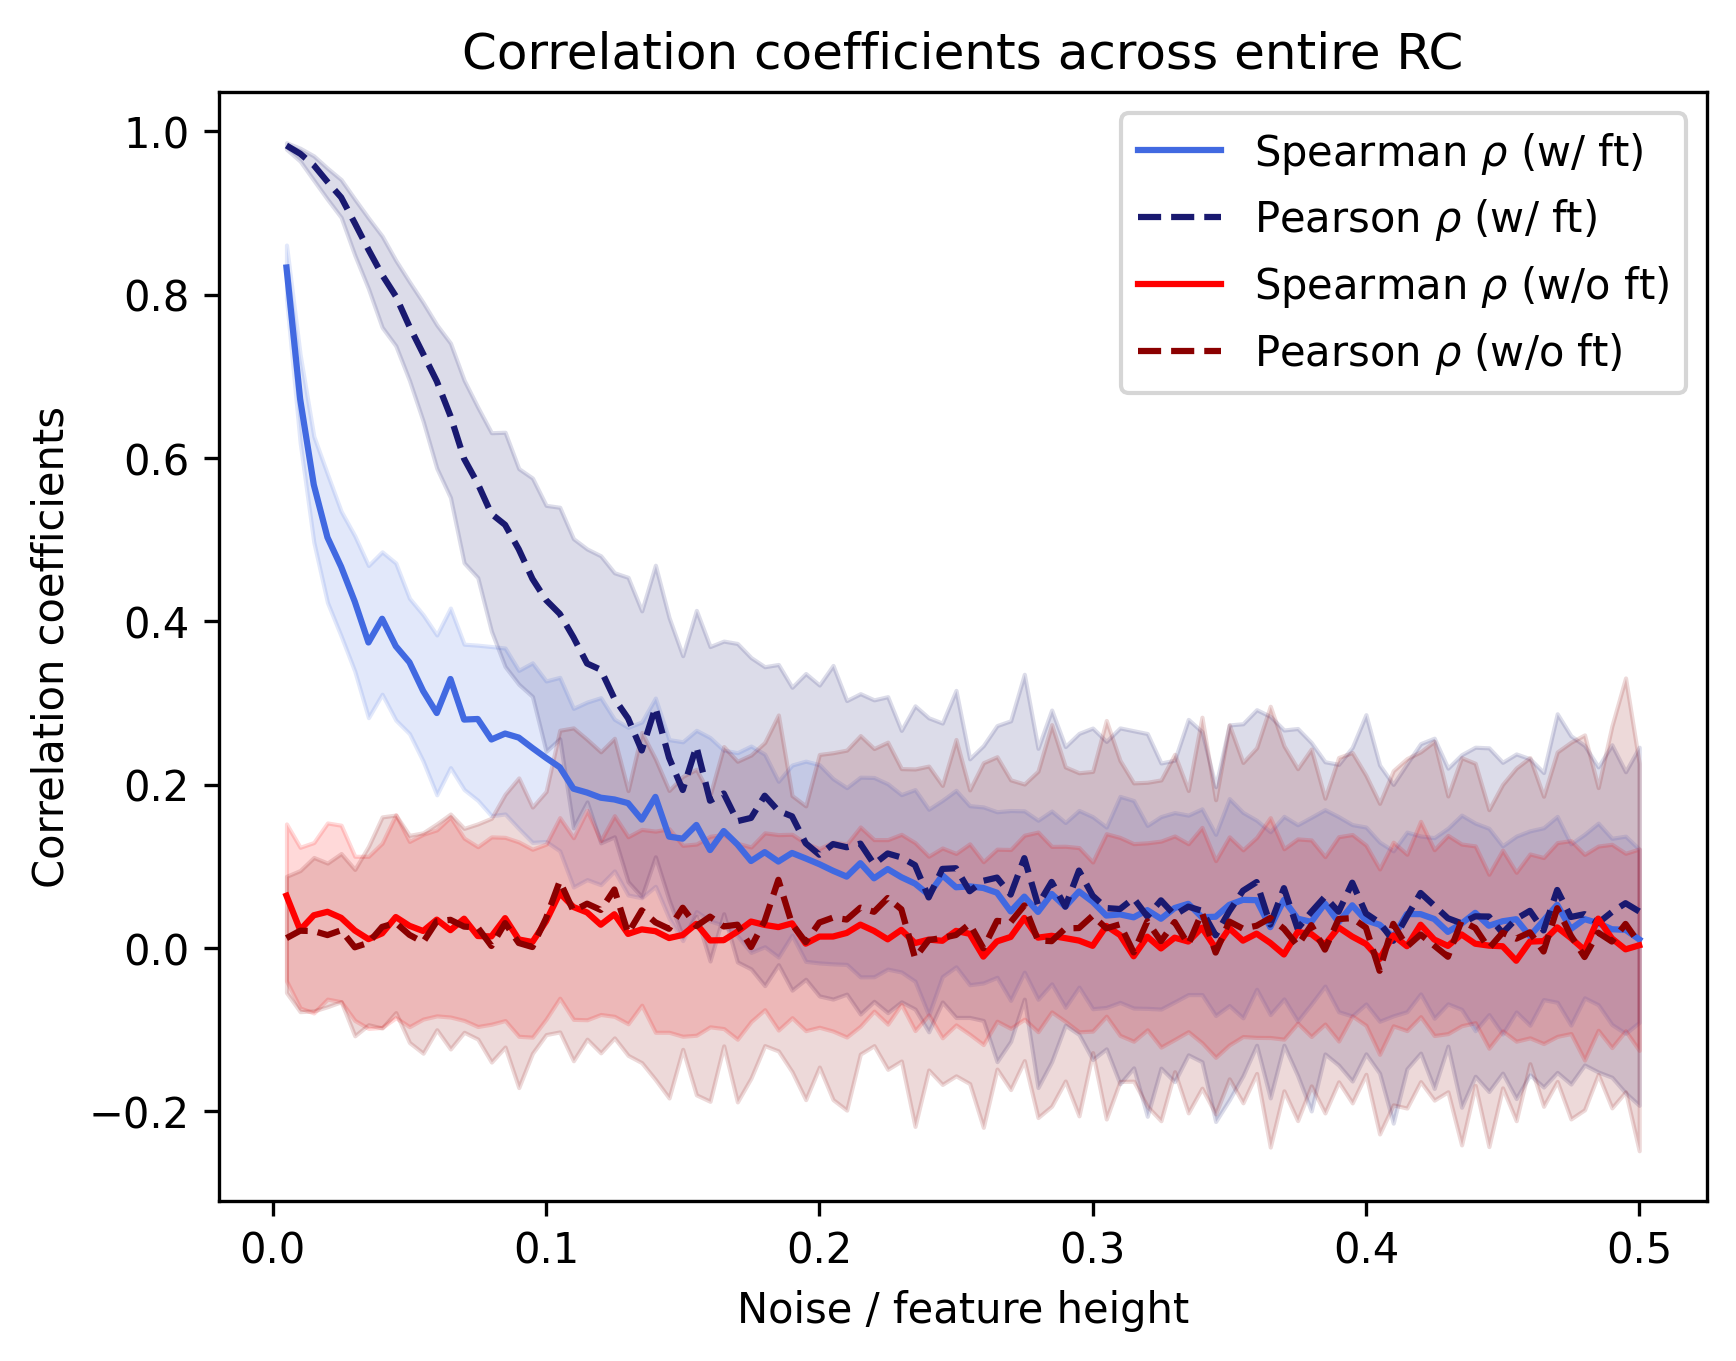 Correlation coefficients across entire RC
Spearman ρ (w/ ft)
Pearson ρ (w/ ft)
Spearman ρ (w/o ft)
Pearson ρ (w/o ft)
Correlation coefficients
1.0
0.8
0.6
0.4
0.2
0.0
−0.2
0.0 0.1 0.2 0.3 0.4 0.5
Noise / feature height